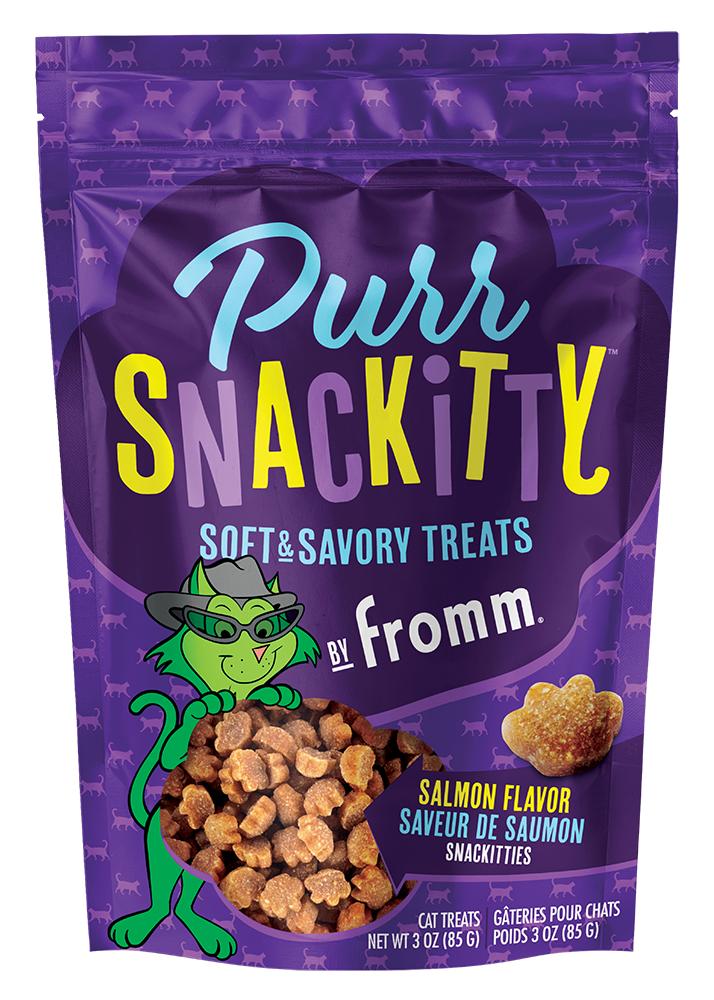 Purr
SNACKiTTY™
SOFT & SAVORY TREATS
BY fromm®
SALMON FLAVOR
SAVEUR DE SAUMON
SNACKITTIES
CAT TREATS
NET WT 3 OZ (85 G)
GÂTERIES POUR CHATS
POIDS 3 OZ (85 G)